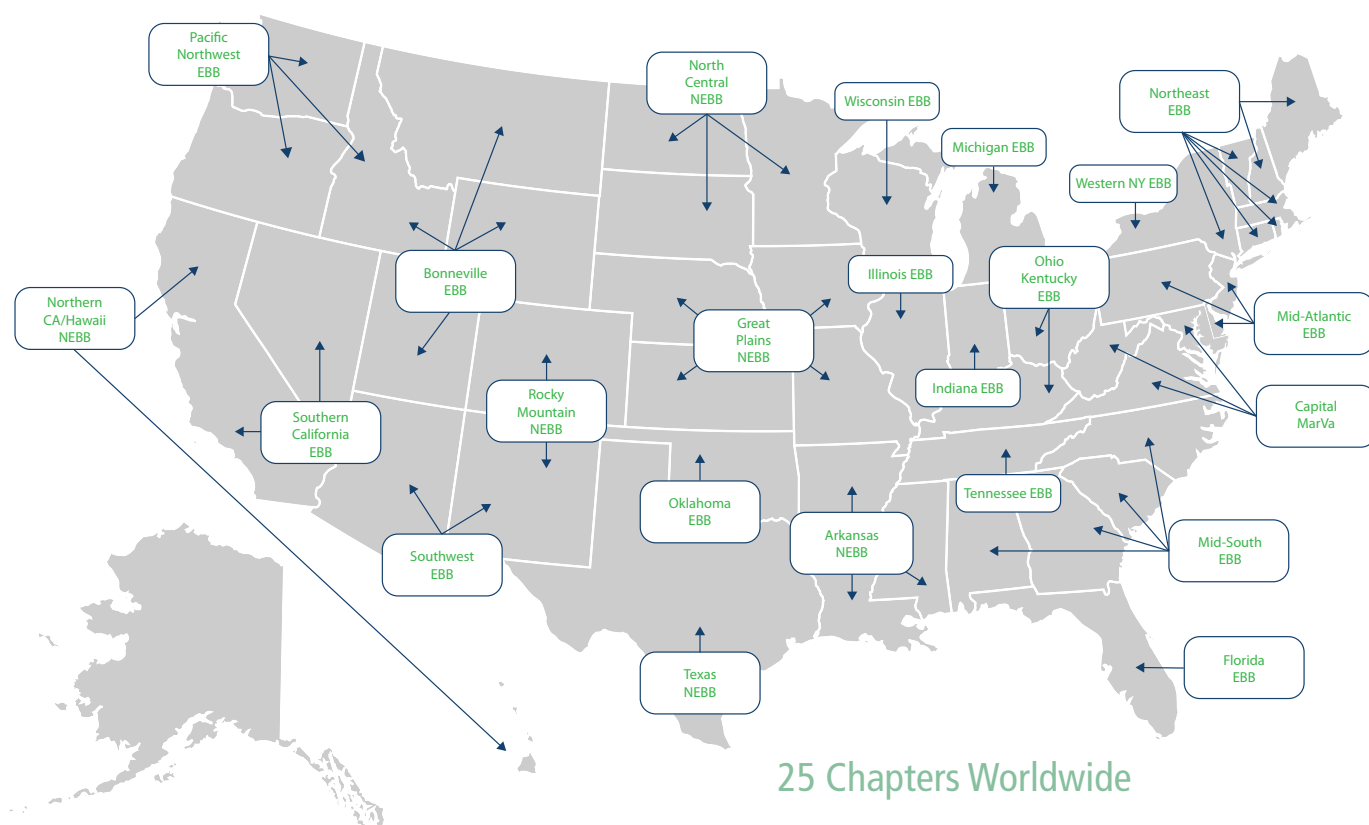 Pacific
Northwest
EBB
North
Central
NEBB
Wisconsin EBB
Northeast
EBB
Michigan EBB
Western NY EBB
Bonneville
EBB
Illinois EBB
Ohio
Kentucky
EBB
Northern
CA/Hawaii
NEBB
Great
Plains
NEBB
Mid-Atlantic
EBB
Indiana EBB
Rocky
Mountain
NEBB
Southern
California
EBB
Capital
MarVa
Oklahoma
EBB
Tennessee EBB
Arkansas
NEBB
Southwest
EBB
Mid-South
EBB
Texas
NEBB
Florida
EBB
25 Chapters Worldwide